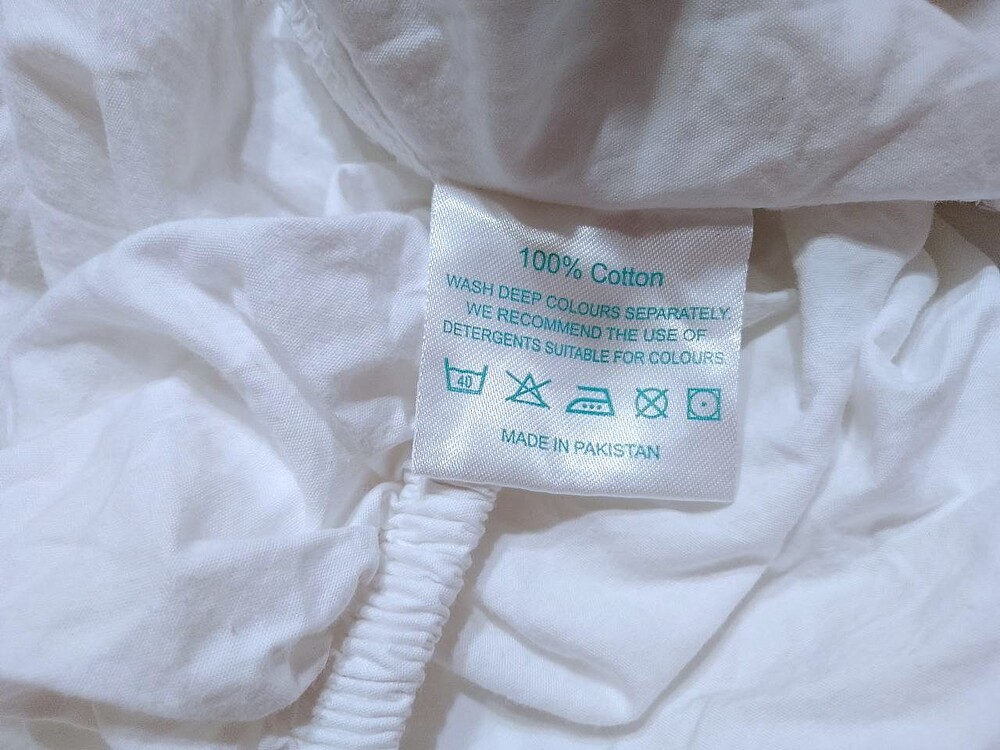 100% Cotton
WASH DEEP COLOURS SEPARATELY.
WE RECOMMEND THE USE OF
DETERGENTS SUITABLE FOR COLOURS.
40
MADE IN PAKISTAN